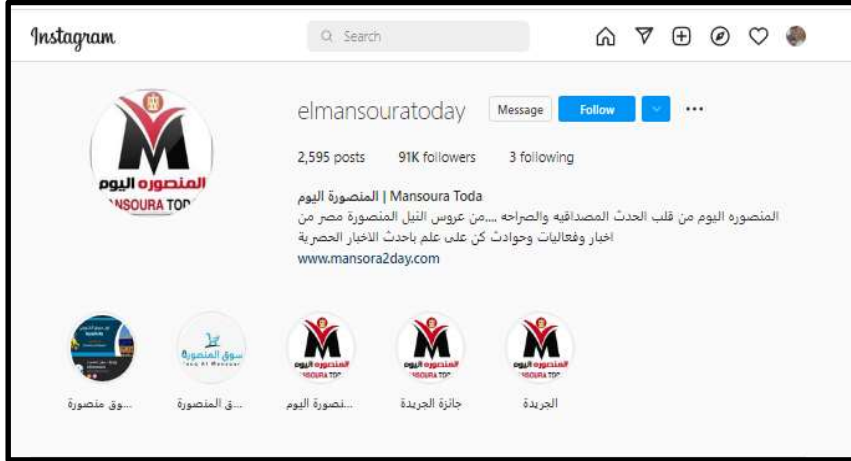 Instagram
Search
elmansouratoday Message Follow
2,595 posts 91K followers 3 following
المنصورة اليوم | Mansoura Toda
المنصوره اليوم من قلب الحدث المصداقيه والصراحه ....من عروس النيل المنصورة مصر من
اخبار وفعاليات وحوادث كن على علم باحدث الاخبار الحصرية
www.mansora2day.com
المنصوره اليوم
سوق المنصورة
...وق منصورة
...ق المنصورة
...نصورة اليوم
جائزة الجريدة
الجريدة